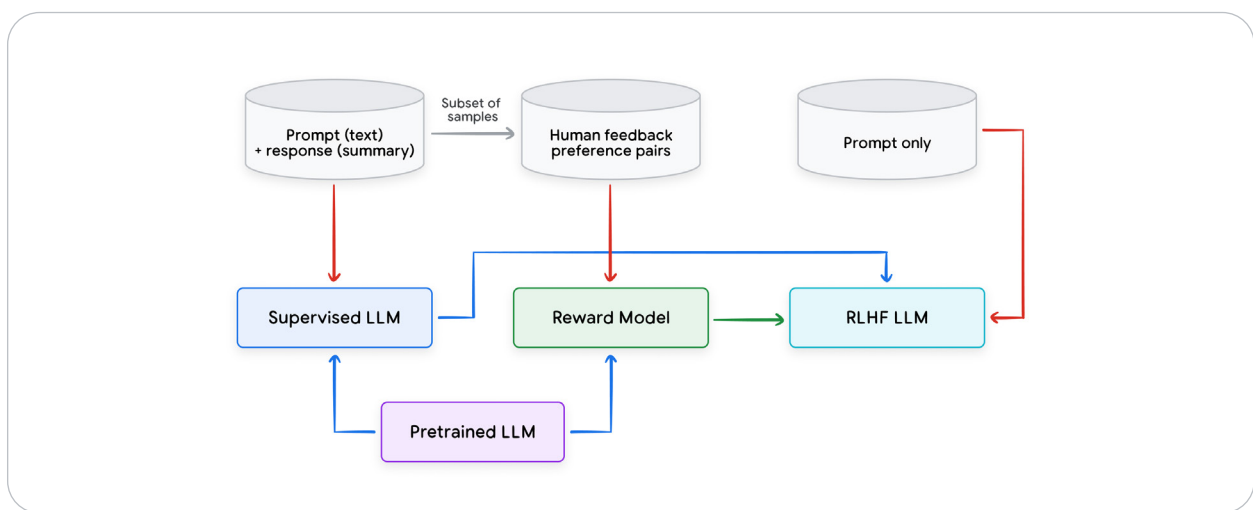 Prompt (text)
+ response (summary)
Subset of
samples
Human feedback
preference pairs
Prompt only
Supervised LLM
Reward Model
RLHF LLM
Pretrained LLM